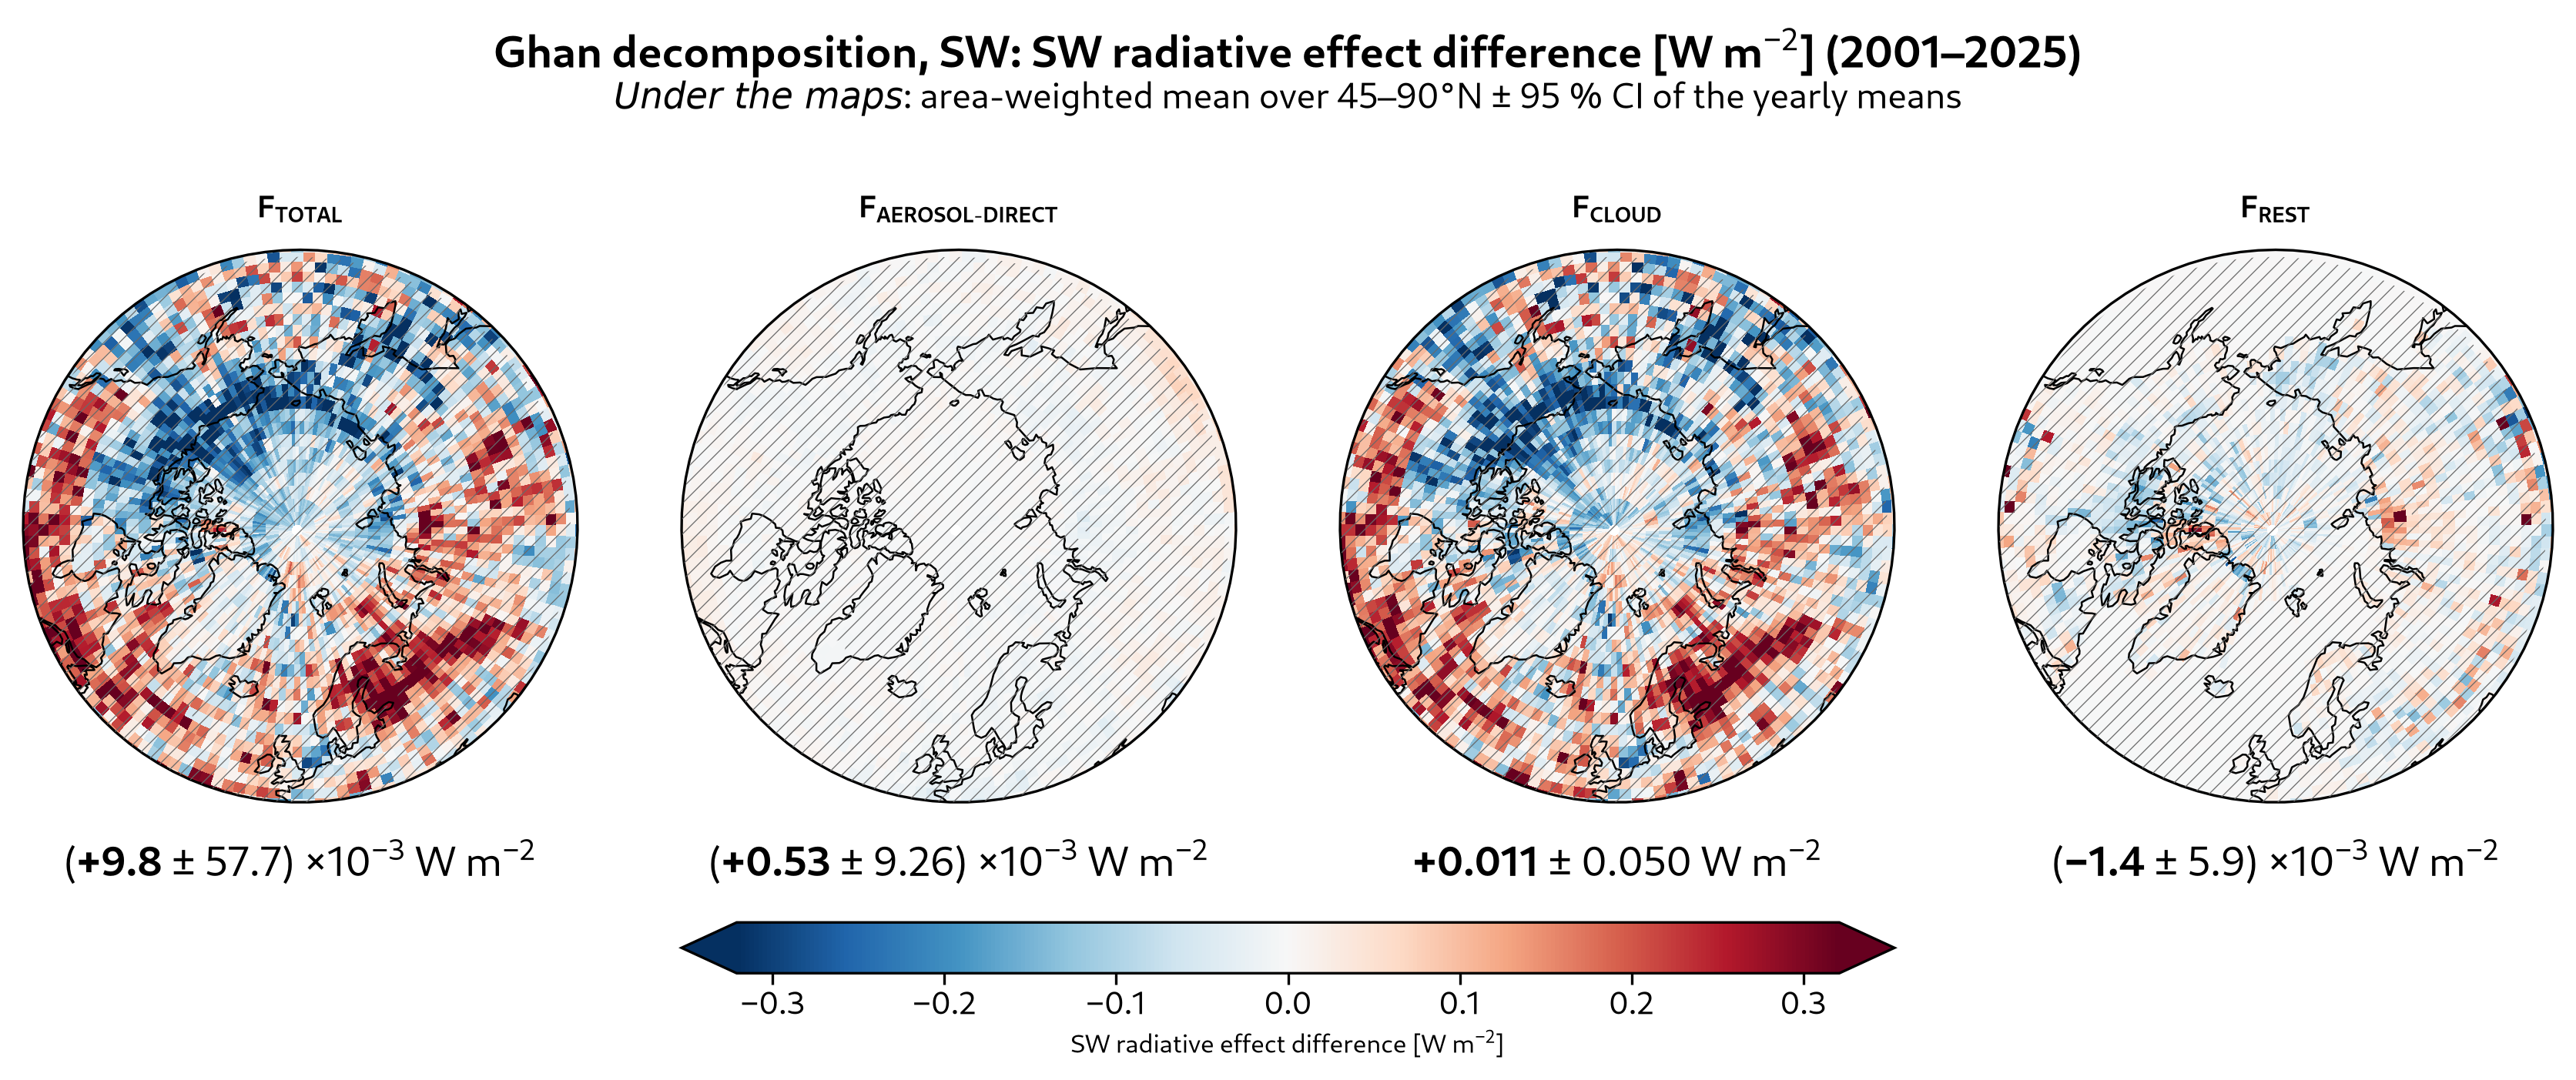 Ghan decomposition, SW: SW radiative effect difference [W m⁻²] (2001–2025)
Under the maps: area-weighted mean over 45–90°N ± 95 % CI of the yearly means
F_TOTAL F_AEROSOL-DIRECT F_CLOUD F_REST
(+9.8 ± 57.7) ×10⁻³ W m⁻² (+0.53 ± 9.26) ×10⁻³ W m⁻² +0.011 ± 0.050 W m⁻² (−1.4 ± 5.9) ×10⁻³ W m⁻²
−0.3 −0.2 −0.1 0.0 0.1 0.2 0.3
SW radiative effect difference [W m⁻²]